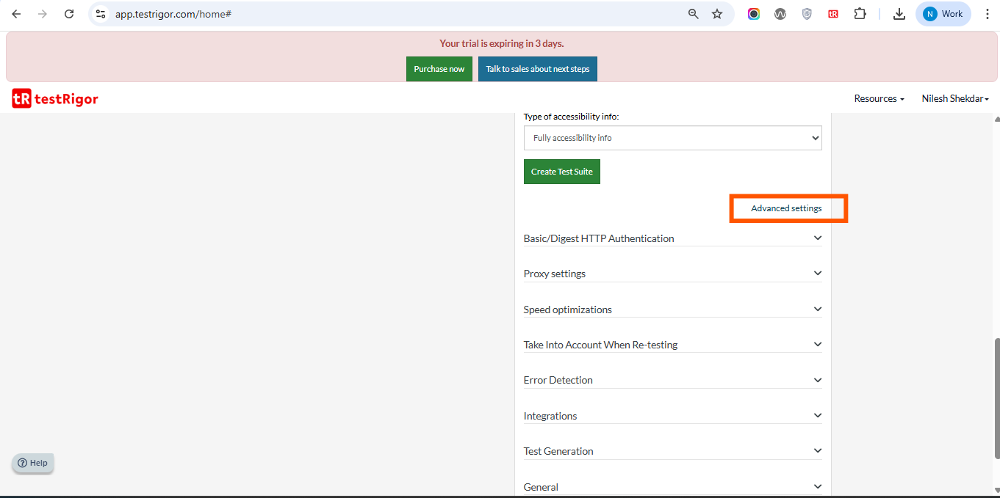 app.testrigor.com/home#
tR
N
Work
Your trial is expiring in 3 days.
Purchase now
Talk to sales about next steps
tR testRigor
Resources
Nilesh Shekdar
Type of accessibility info:
Fully accessibility info
Create Test Suite
Advanced settings
Basic/Digest HTTP Authentication
Proxy settings
Speed optimizations
Take Into Account When Re-testing
Error Detection
Integrations
Test Generation
Help
General